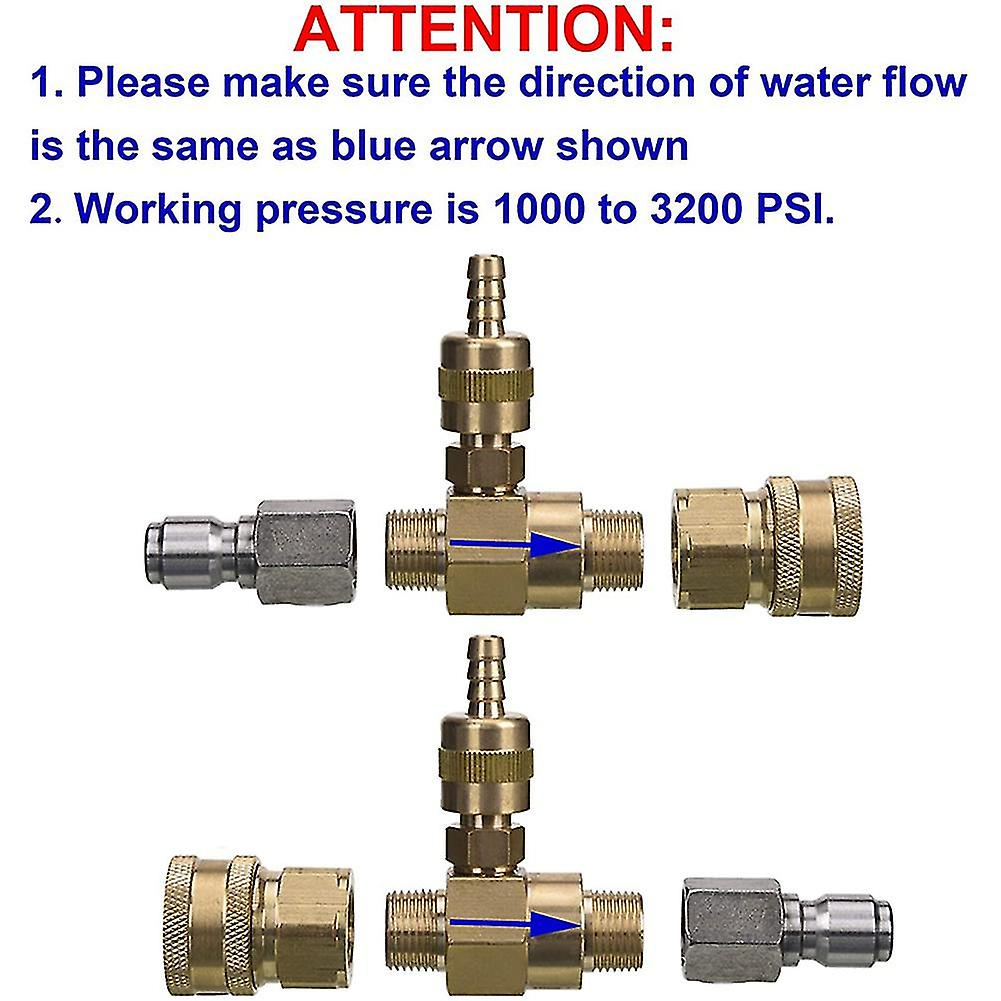 ATTENTION:
1. Please make sure the direction of water flow
is the same as blue arrow shown
2. Working pressure is 1000 to 3200 PSI.